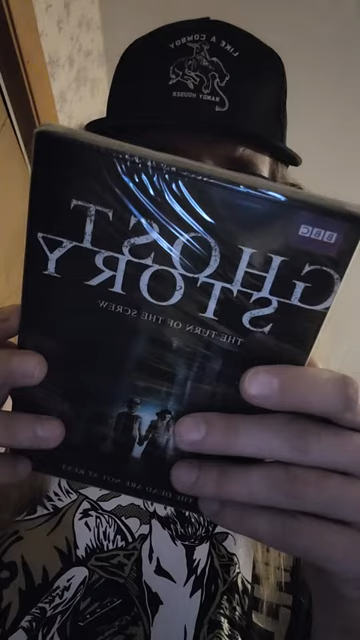 LIKE A COWBOY
RANDY HOUSER
BBC
GHOST
STORY
THE TURN OF THE SCREW
THE DEAD ARE NOT AT REST